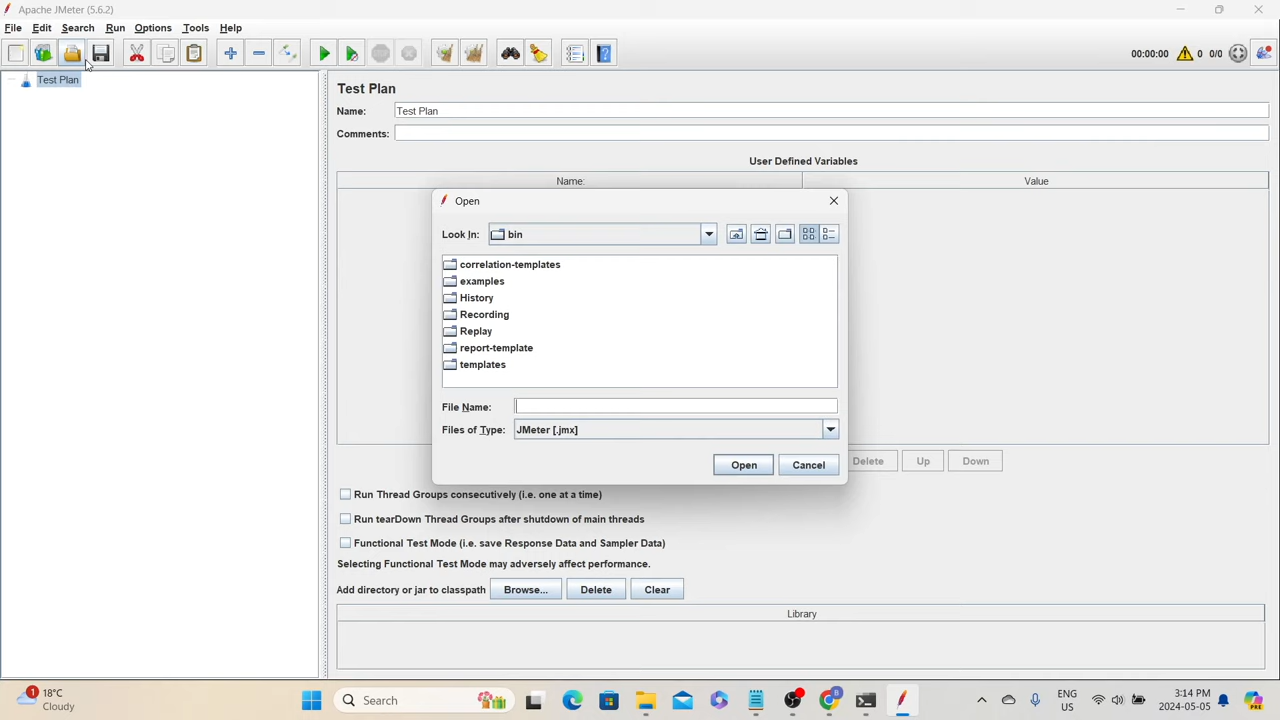 Apache JMeter (5.6.2)
File Edit Search Run Options Tools Help
00:00:00 0 0/0
Test Plan
Test Plan
Name: Test Plan
Comments:
User Defined Variables
Name: Value
Open
Look In: bin
correlation-templates
examples
History
Recording
Replay
report-template
templates
File Name:
Files of Type: JMeter [.jmx]
Open Cancel
Delete Up Down
Run Thread Groups consecutively (i.e. one at a time)
Run tearDown Thread Groups after shutdown of main threads
Functional Test Mode (i.e. save Response Data and Sampler Data)
Selecting Functional Test Mode may adversely affect performance.
Add directory or jar to classpath Browse... Delete Clear
Library
1
18°C
Cloudy
Search
ENG
US
3:14 PM
2024-05-05